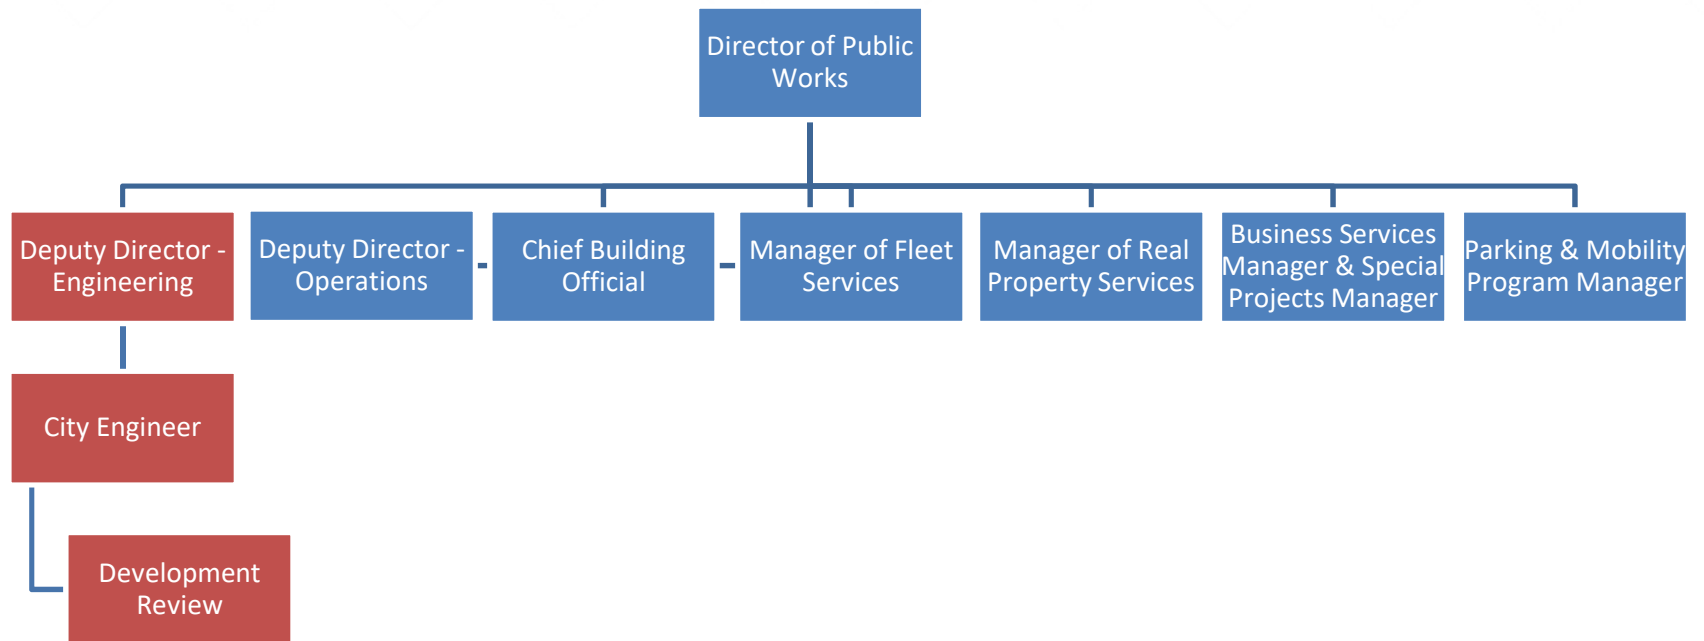 Director of Public
Works
Deputy Director -
Engineering
Deputy Director -
Operations
Chief Building
Official
Manager of Fleet
Services
Manager of Real
Property Services
Business Services
Manager & Special
Projects Manager
Parking & Mobility
Program Manager
City Engineer
Development
Review